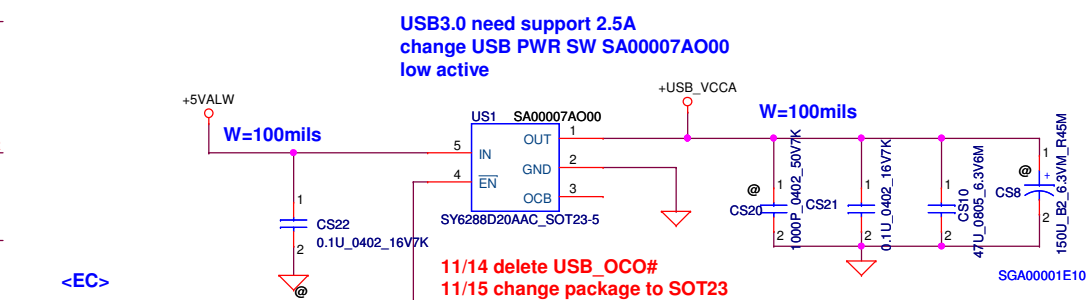 USB3.0 need support 2.5A
change USB PWR SW SA00007AO00
low active
+5VALW
W=100mils
US1 SA00007AO00
5 IN
4 EN
OUT 1
GND 2
OCB 3
SY6288D20AAC_SOT23-5
+USB_VCCA
W=100mils
1
CS22
0.1U_0402_16V7K
2
@
@
1
CS20
2
1000P_0402_50V7K
1
CS21
2
0.1U_0402_16V7K
1
CS10
2
47U_0805_6.3V6M
1
@
+
CS8
2
150U_B2_6.3VM_R45M
SGA00001E10
11/14 delete USB_OCO#
11/15 change package to SOT23
<EC>